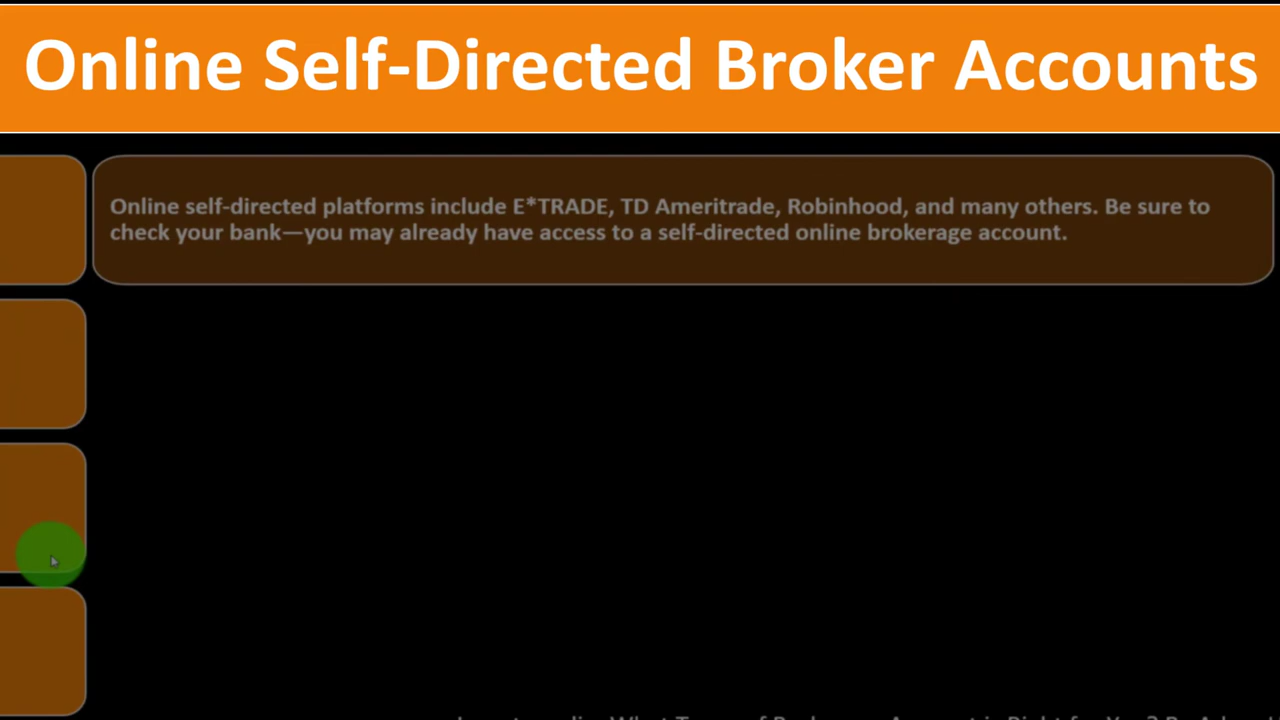 Online Self-Directed Broker Accounts
Online self-directed platforms include E*TRADE, TD Ameritrade, Robinhood, and many others. Be sure to
check your bank—you may already have access to a self-directed online brokerage account.